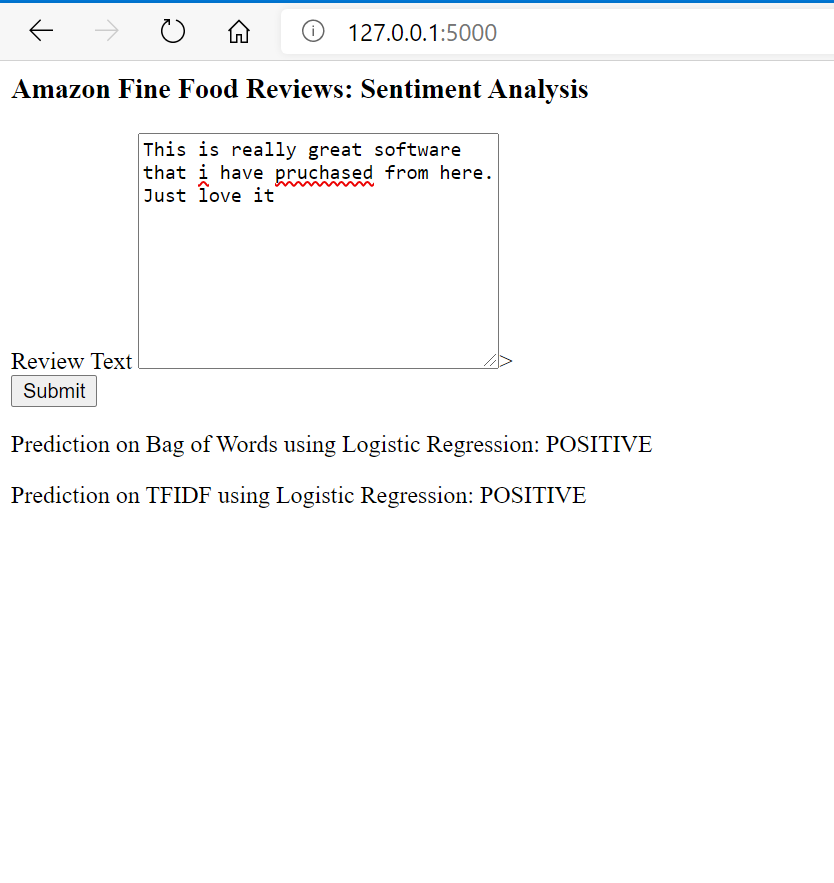 127.0.0.1:5000
Amazon Fine Food Reviews: Sentiment Analysis
This is really great software
that i have pruchased from here.
Just love it
Review Text >
Submit
Prediction on Bag of Words using Logistic Regression: POSITIVE
Prediction on TFIDF using Logistic Regression: POSITIVE